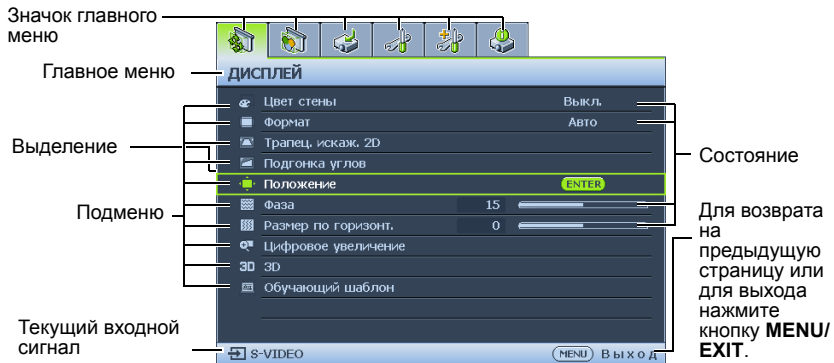 Значок главного
меню
Главное меню
ДИСПЛЕЙ
Цвет стены Выкл.
Формат Авто
Трапец. искаж. 2D
Выделение
Подгонка углов
Состояние
Положение ENTER
Подменю
Фаза 15
Размер по горизонт. 0
Цифровое увеличение
3D 3D
Обучающий шаблон
Для возврата
на
предыдущую
страницу или
для выхода
нажмите
кнопку MENU/
EXIT.
Текущий входной
сигнал
S-VIDEO MENU Выход